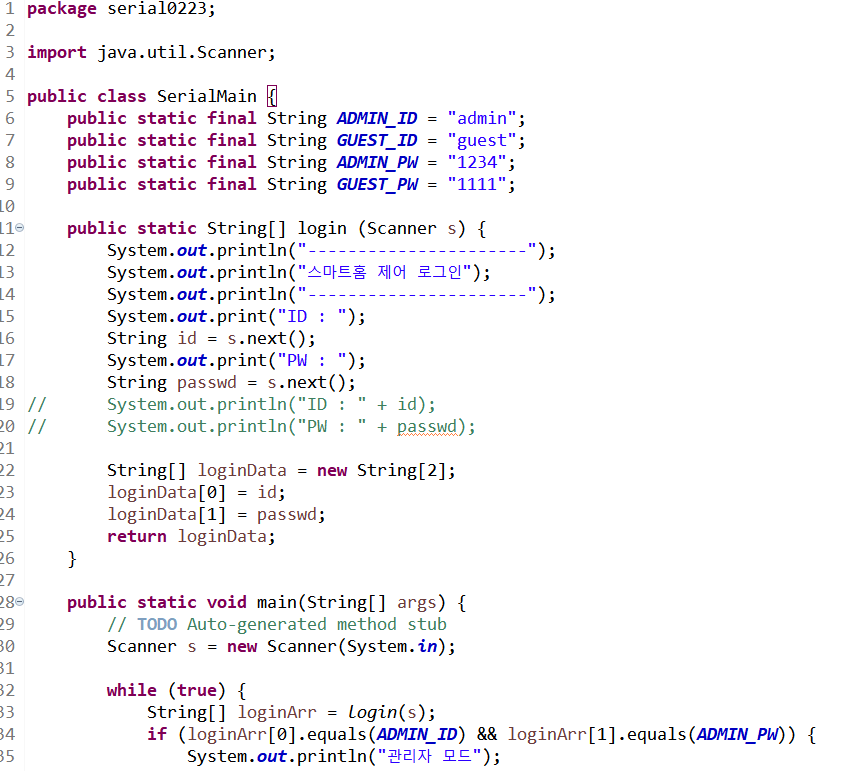 1 package serial0223;
2
3 import java.util.Scanner;
4
5 public class SerialMain {
6 public static final String ADMIN_ID = "admin";
7 public static final String GUEST_ID = "guest";
8 public static final String ADMIN_PW = "1234";
9 public static final String GUEST_PW = "1111";
10
11 public static String[] login (Scanner s) {
12 System.out.println("----------------------");
13 System.out.println("스마트홈 제어 로그인");
14 System.out.println("----------------------");
15 System.out.print("ID : ");
16 String id = s.next();
17 System.out.print("PW : ");
18 String passwd = s.next();
19 // System.out.println("ID : " + id);
20 // System.out.println("PW : " + passwd);
21
22 String[] loginData = new String[2];
23 loginData[0] = id;
24 loginData[1] = passwd;
25 return loginData;
26 }
27
28 public static void main(String[] args) {
29 // TODO Auto-generated method stub
30 Scanner s = new Scanner(System.in);
31
32 while (true) {
33 String[] loginArr = login(s);
34 if (loginArr[0].equals(ADMIN_ID) && loginArr[1].equals(ADMIN_PW)) {
35 System.out.println("관리자 모드");